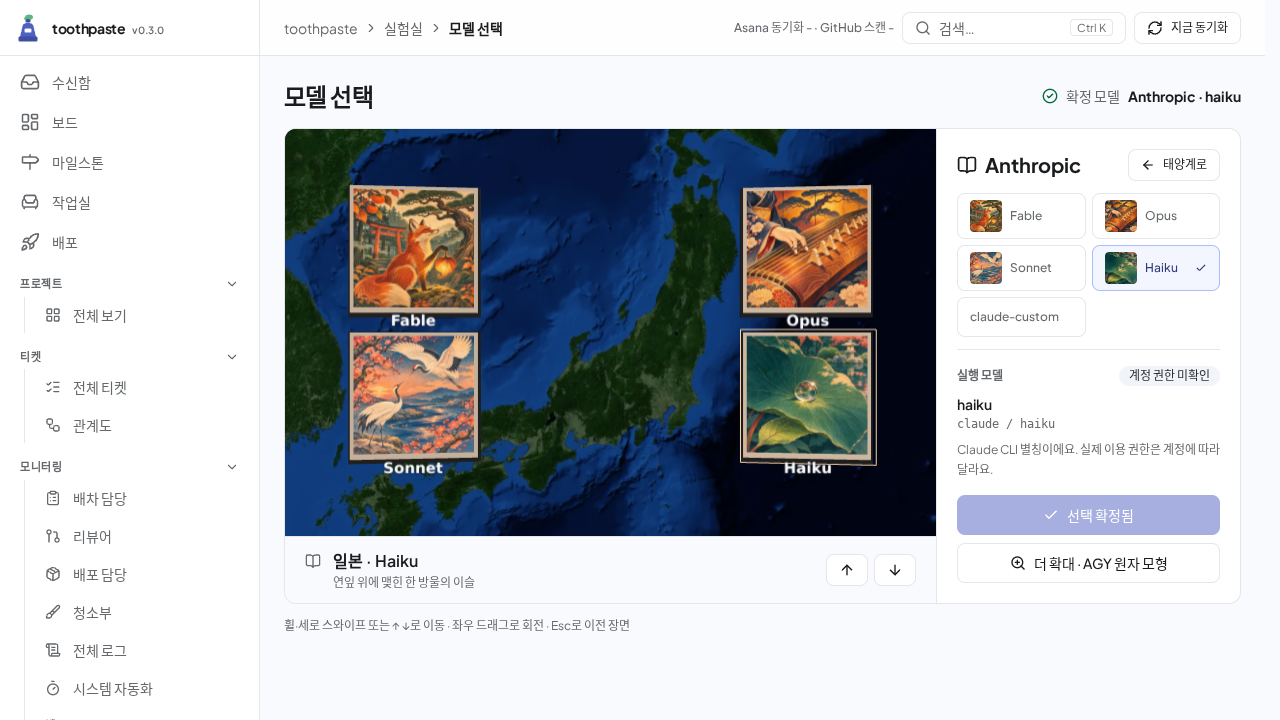 toothpaste v0.3.0
수신함
보드
마일스톤
작업실
배포
프로젝트
전체 보기
티켓
전체 티켓
관계도
모니터링
배차 담당
리뷰어
배포 담당
청소부
전체 로그
시스템 자동화
toothpaste > 실험실 > 모델 선택
Asana 동기화 - · GitHub 스캔 -
검색...
Ctrl K
지금 동기화
모델 선택
확정 모델 Anthropic · haiku
Fable
Opus
Sonnet
Haiku
일본 · Haiku
연잎 위에 맺힌 한 방울의 이슬
Anthropic
태양계로
Fable
Opus
Sonnet
Haiku
claude-custom
실행 모델
계정 권한 미확인
haiku
claude / haiku
Claude CLI 별칭이에요. 실제 이용 권한은 계정에 따라
달라요.
선택 확정됨
더 확대 · AGY 원자 모형
휠·세로 스와이프 또는 ↑ ↓로 이동 · 좌우 드래그로 회전 · Esc로 이전 장면